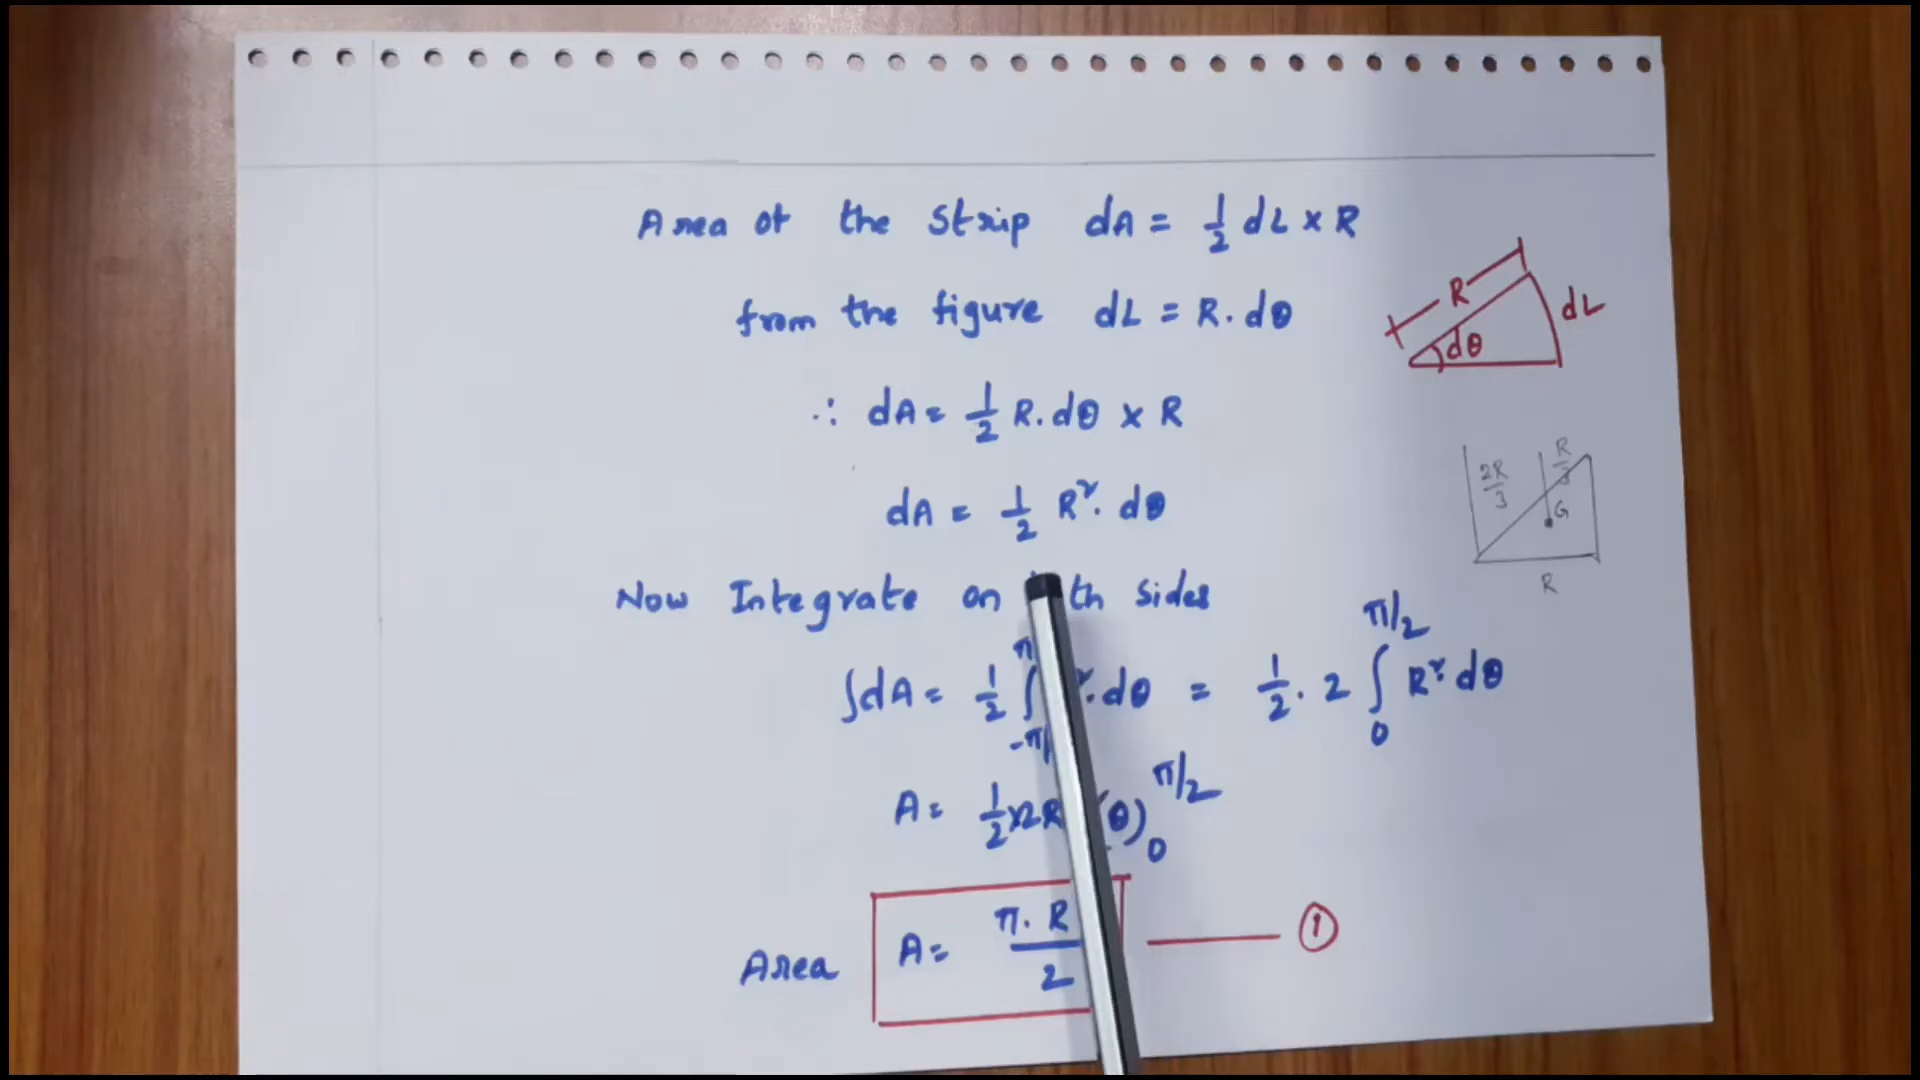 Area of the Strip dA = 1/2 dL × R
from the figure dL = R. dθ
∴ dA = 1/2 R. dθ × R
dA = 1/2 R². dθ
Now Integrate on th sides
∫dA = 1/2 ∫ ². dθ = 1/2 . 2 ∫₀^π/2 R². dθ
A = 1/2 ×2R (θ)₀^π/2
Area A = π. R / 2 ①
R
dθ
dL
2R/3
R/3
G
R